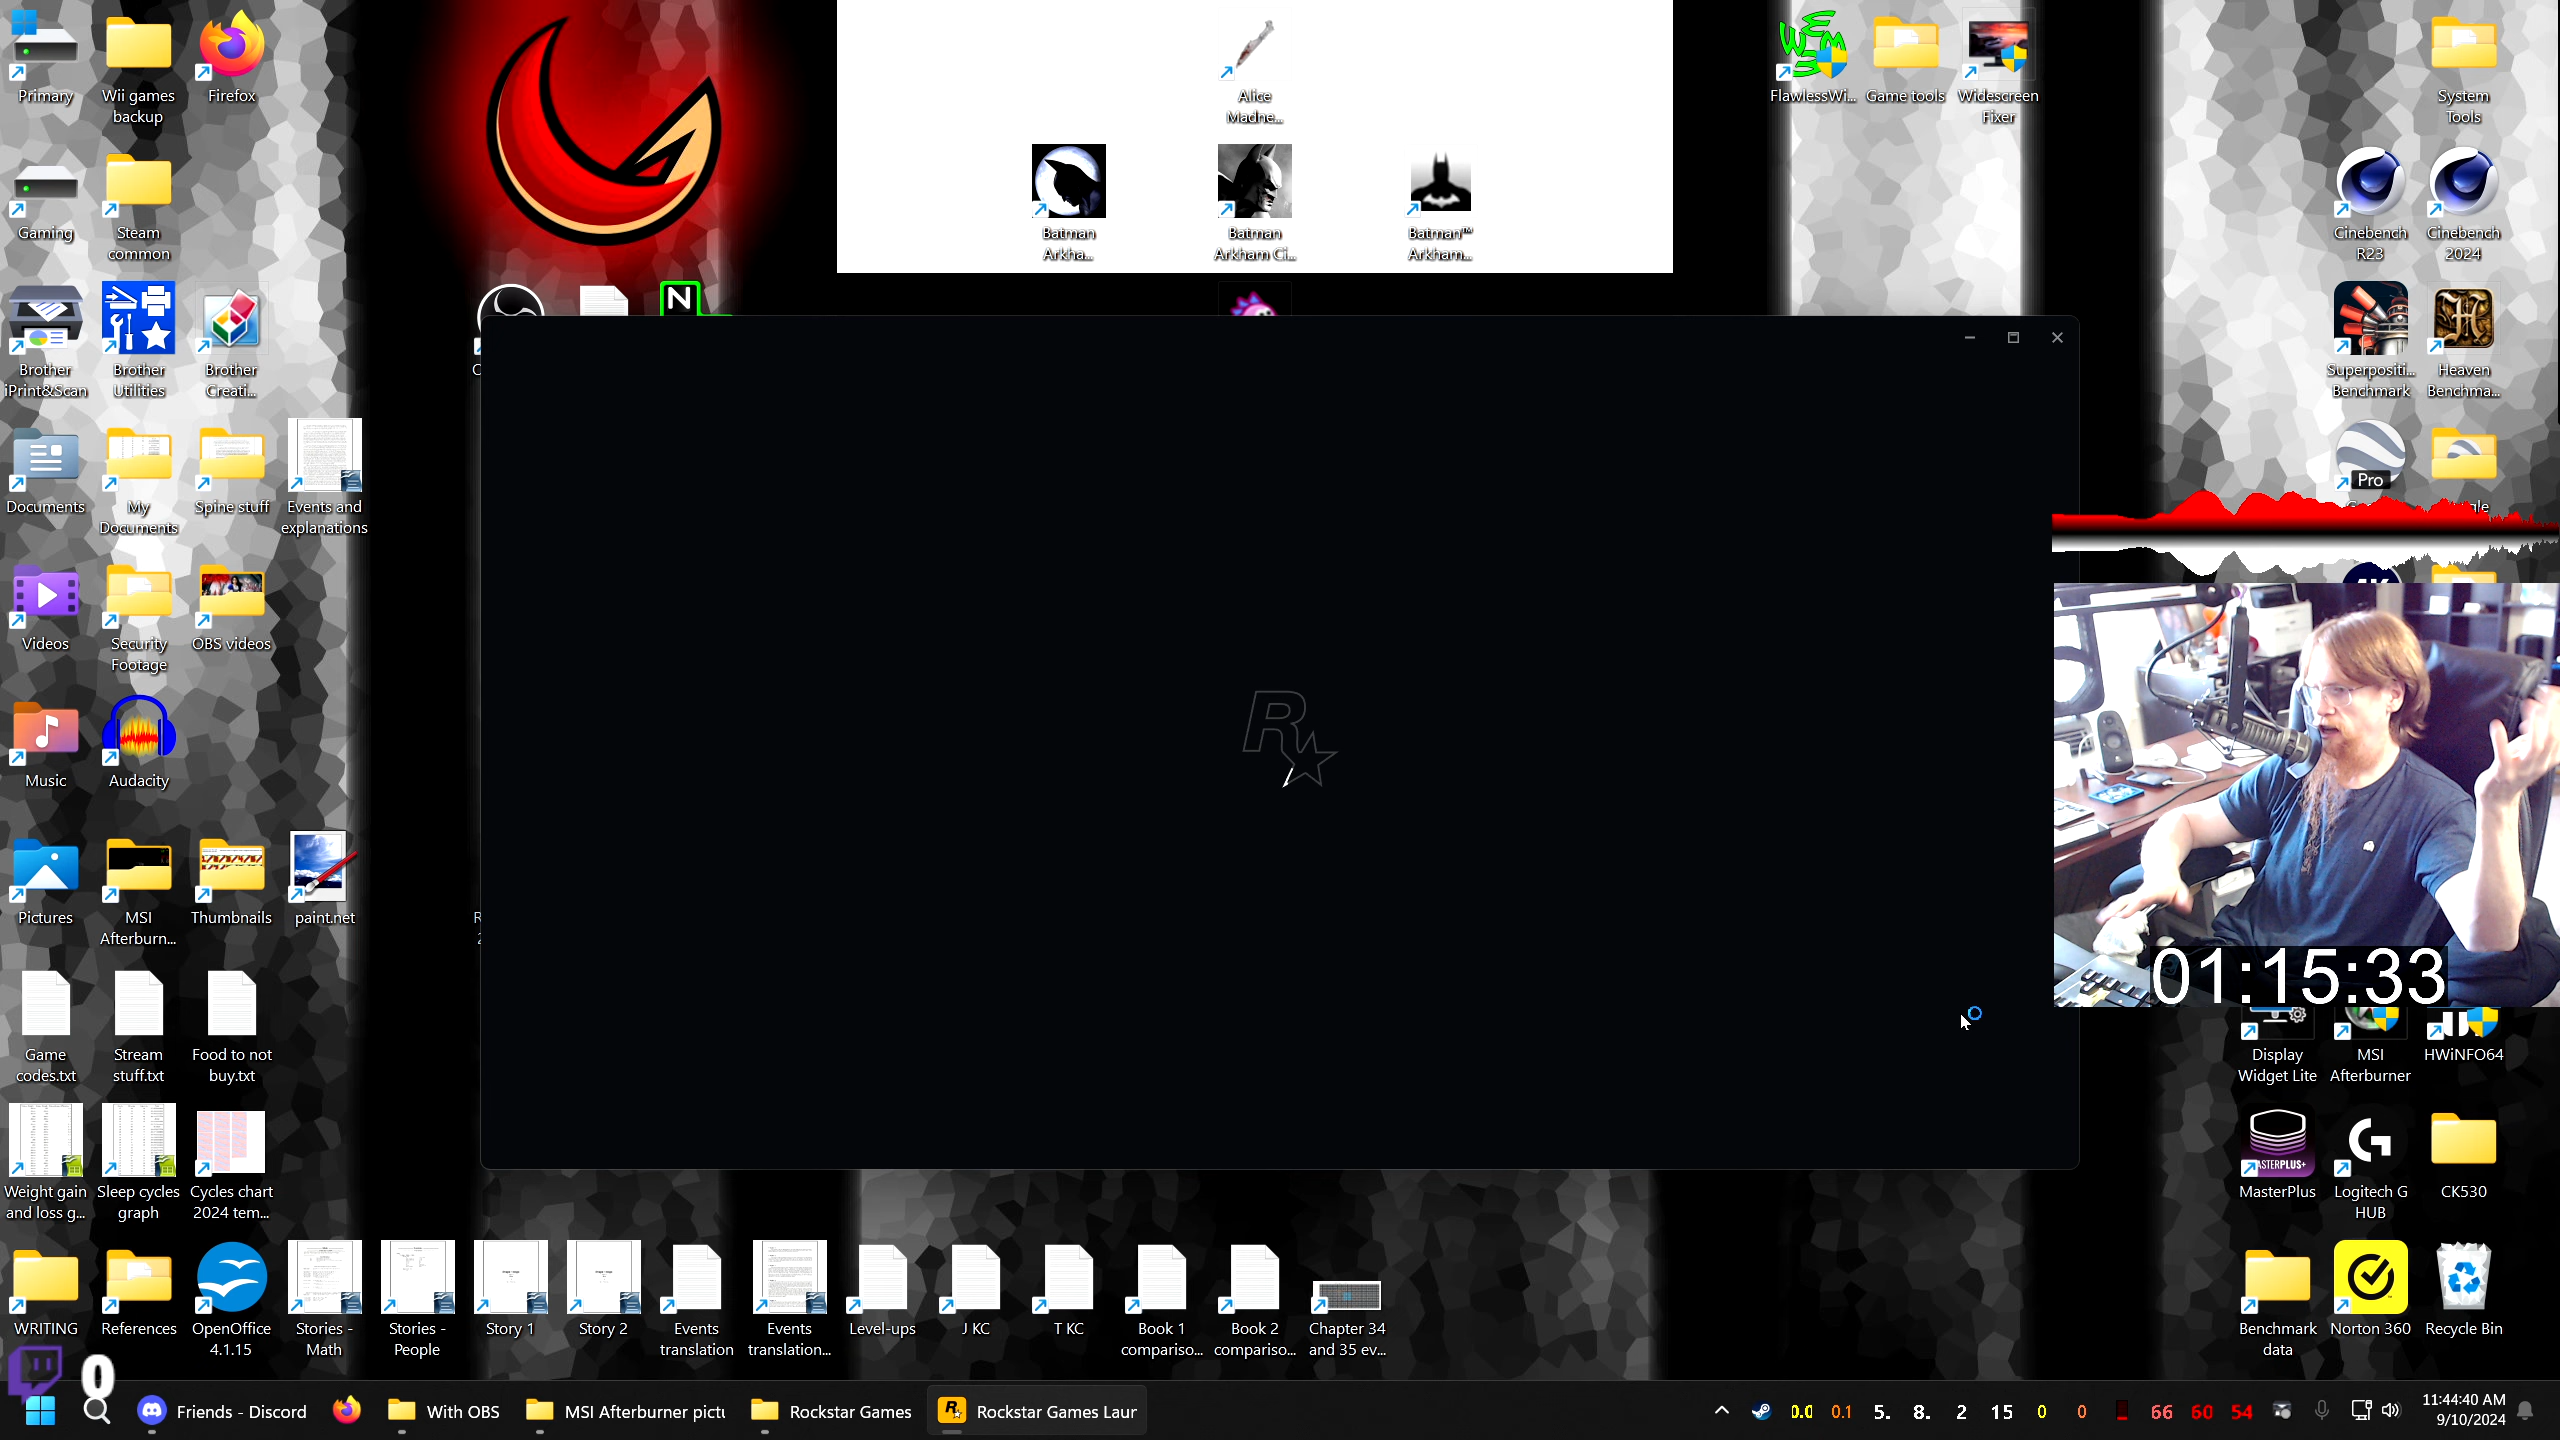 Primary
Wii games
backup
Firefox
Alice
Madne...
FlawlessWi...
Game tools
Widescreen
Fixer
System
Tools
Gaming
Steam
common
Batman
Arkha...
Batman
Arkham Ci...
Batman™
Arkham...
Cinebench
R23
Cinebench
2024
N
Brother
iPrint&Scan
Brother
Utilities
Brother
Creati...
Superpositi...
Benchmark
Heaven
Benchma...
Pro
Documents
My
Documents
Spine stuff
Events and
explanations
Videos
Security
Footage
OBS videos
R
Music
Audacity
Pictures
MSI
Afterburn...
Thumbnails
paint.net
01:15:33
Game
codes.txt
Stream
stuff.txt
Food to not
buy.txt
Display
Widget Lite
MSI
Afterburner
HWiNFO64
Weight gain
and loss g...
Sleep cycles
graph
Cycles chart
2024 tem...
MasterPlus
Logitech G
HUB
CK530
WRITING
References
OpenOffice
4.1.15
Stories -
Math
Stories -
People
Story 1
Story 2
Events
translation
Events
translation...
Level-ups
J KC
T KC
Book 1
compariso...
Book 2
compariso...
Chapter 34
and 35 ev...
Benchmark
data
Norton 360
Recycle Bin
0
Friends - Discord
With OBS
MSI Afterburner pictu
Rockstar Games
Rockstar Games Laun
0.0 0.1 5. 8. 2 15 0 0 66 60 54
11:44:40 AM
9/10/2024